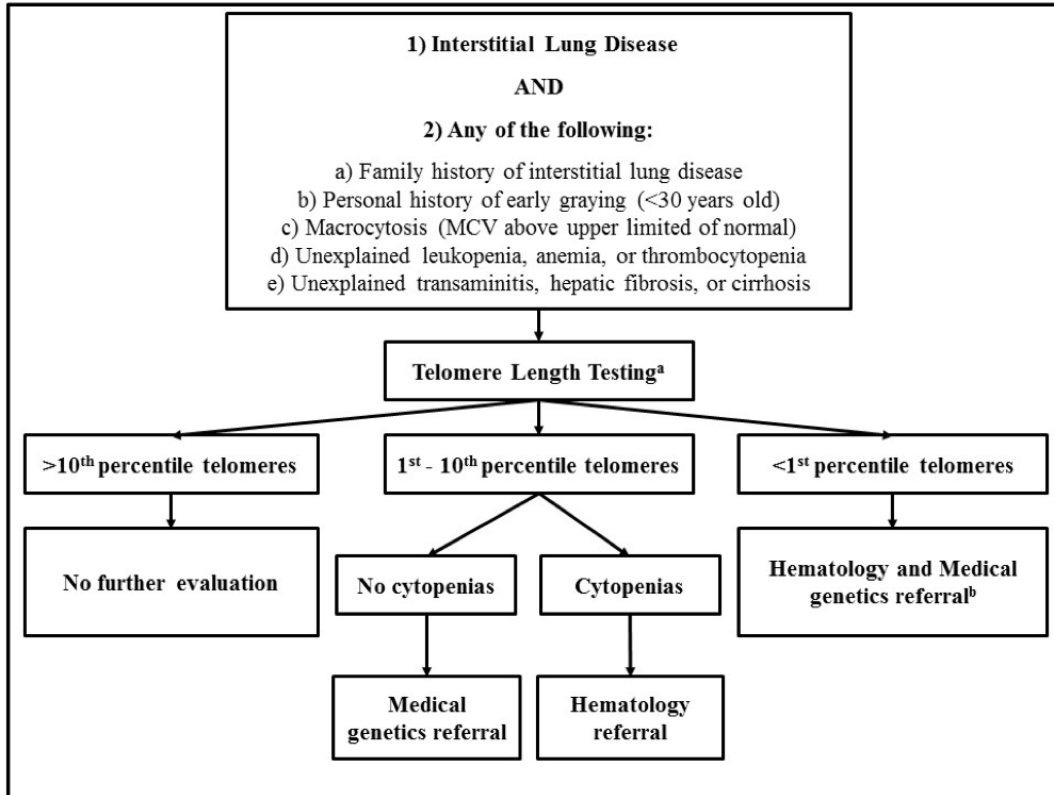 1) Interstitial Lung Disease
AND
2) Any of the following:
a) Family history of interstitial lung disease
b) Personal history of early graying (<30 years old)
c) Macrocytosis (MCV above upper limited of normal)
d) Unexplained leukopenia, anemia, or thrombocytopenia
e) Unexplained transaminitis, hepatic fibrosis, or cirrhosis
Telomere Length Testingᵃ
>10ᵗʰ percentile telomeres
1ˢᵗ - 10ᵗʰ percentile telomeres
<1ˢᵗ percentile telomeres
No further evaluation
No cytopenias
Cytopenias
Hematology and Medical
genetics referralᵇ
Medical
genetics referral
Hematology
referral